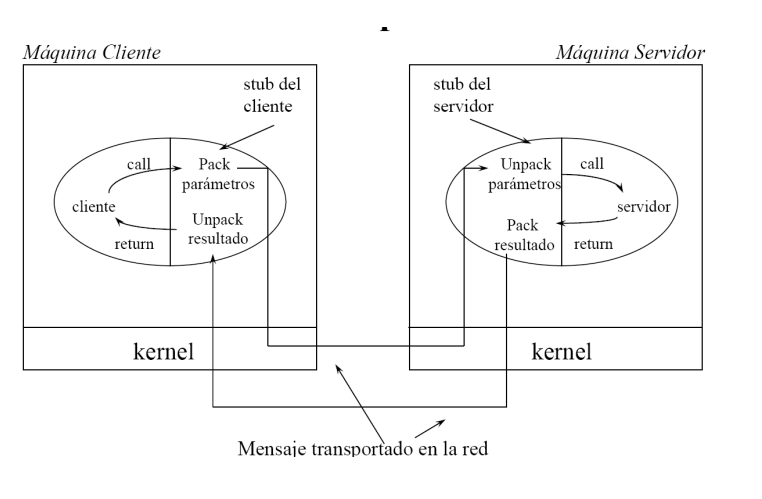 Máquina Cliente
Máquina Servidor
stub del
cliente
stub del
servidor
call
Pack
parámetros
cliente
Unpack
resultado
return
Unpack
parámetros
call
servidor
Pack
resultado
return
kernel
kernel
Mensaje transportado en la red